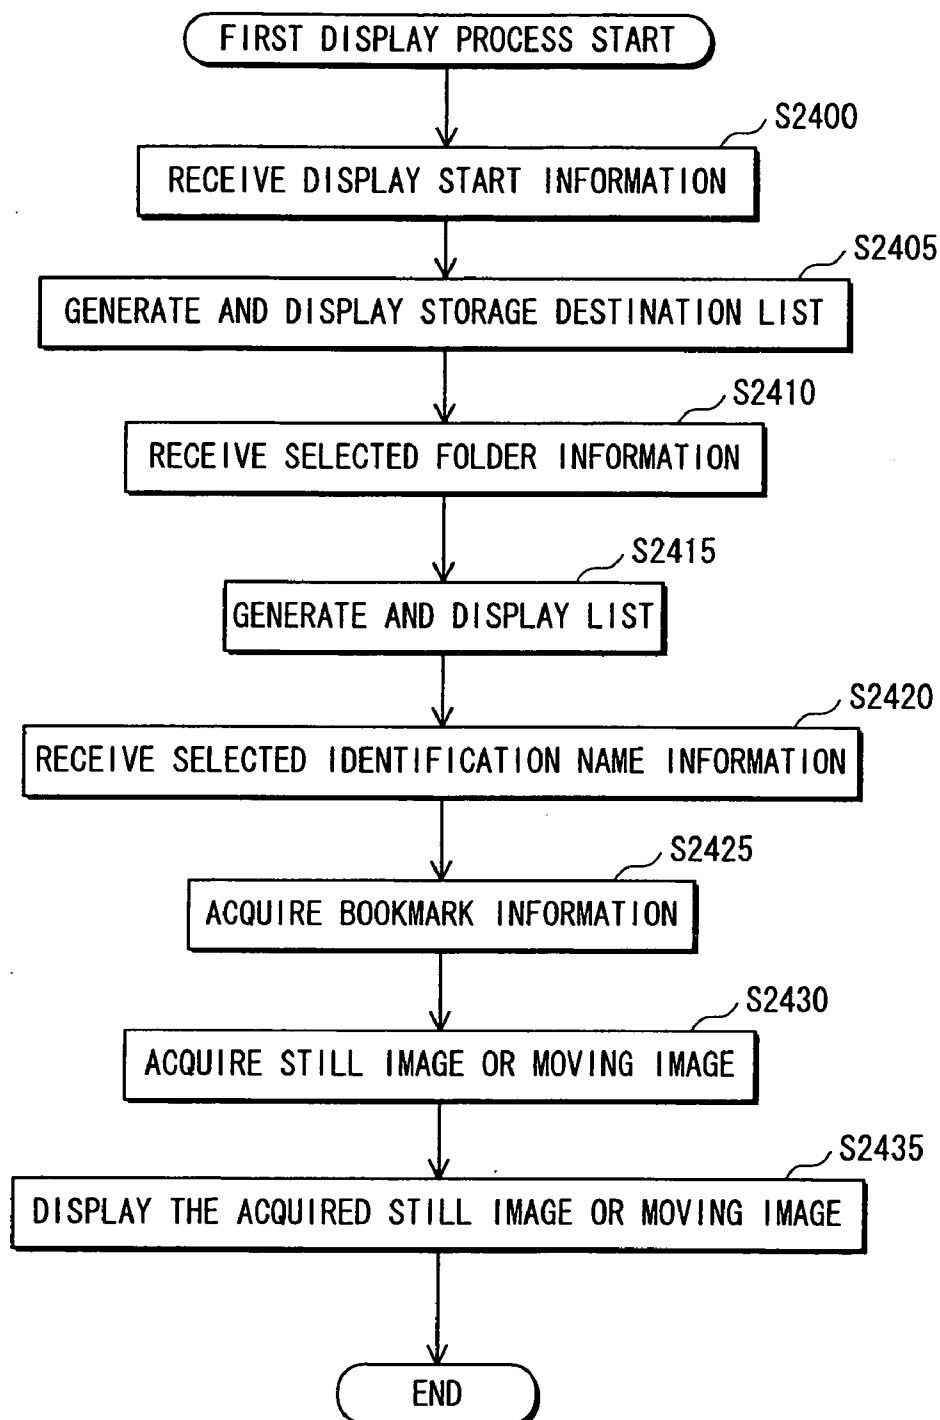 FIRST DISPLAY PROCESS START
S2400
RECEIVE DISPLAY START INFORMATION
S2405
GENERATE AND DISPLAY STORAGE DESTINATION LIST
S2410
RECEIVE SELECTED FOLDER INFORMATION
S2415
GENERATE AND DISPLAY LIST
S2420
RECEIVE SELECTED IDENTIFICATION NAME INFORMATION
S2425
ACQUIRE BOOKMARK INFORMATION
S2430
ACQUIRE STILL IMAGE OR MOVING IMAGE
S2435
DISPLAY THE ACQUIRED STILL IMAGE OR MOVING IMAGE
END